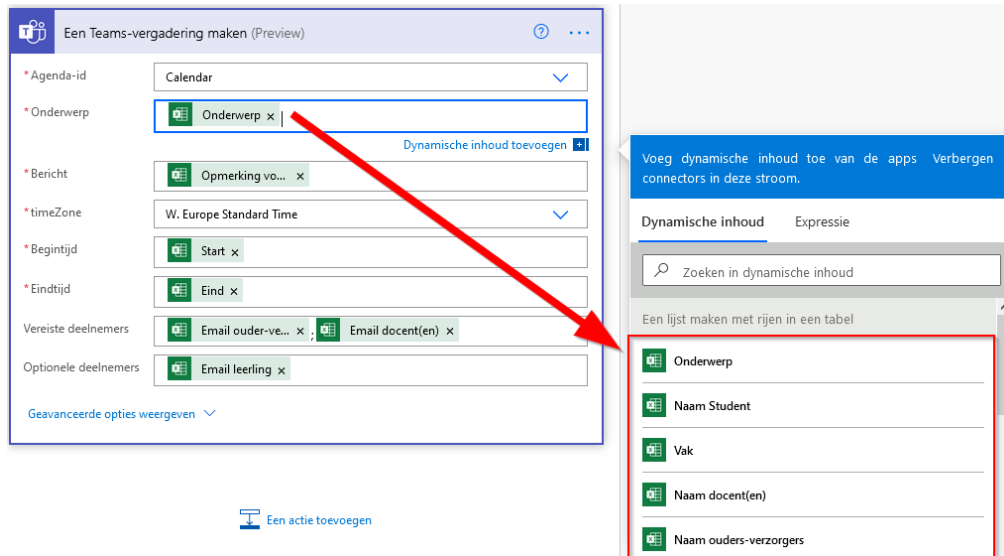 Een Teams-vergadering maken (Preview)
* Agenda-id
Calendar
* Onderwerp
Onderwerp ×
Dynamische inhoud toevoegen
* Bericht
Opmerking vo... ×
* timeZone
W. Europe Standard Time
* Begintijd
Start ×
* Eindtijd
Eind ×
Vereiste deelnemers
Email ouder-ve... × ; Email docent(en) ×
Optionele deelnemers
Email leerling ×
Geavanceerde opties weergeven
Een actie toevoegen
Voeg dynamische inhoud toe van de apps Verbergen
connectors in deze stroom.
Dynamische inhoud Expressie
Zoeken in dynamische inhoud
Een lijst maken met rijen in een tabel
Onderwerp
Naam Student
Vak
Naam docent(en)
Naam ouders-verzorgers